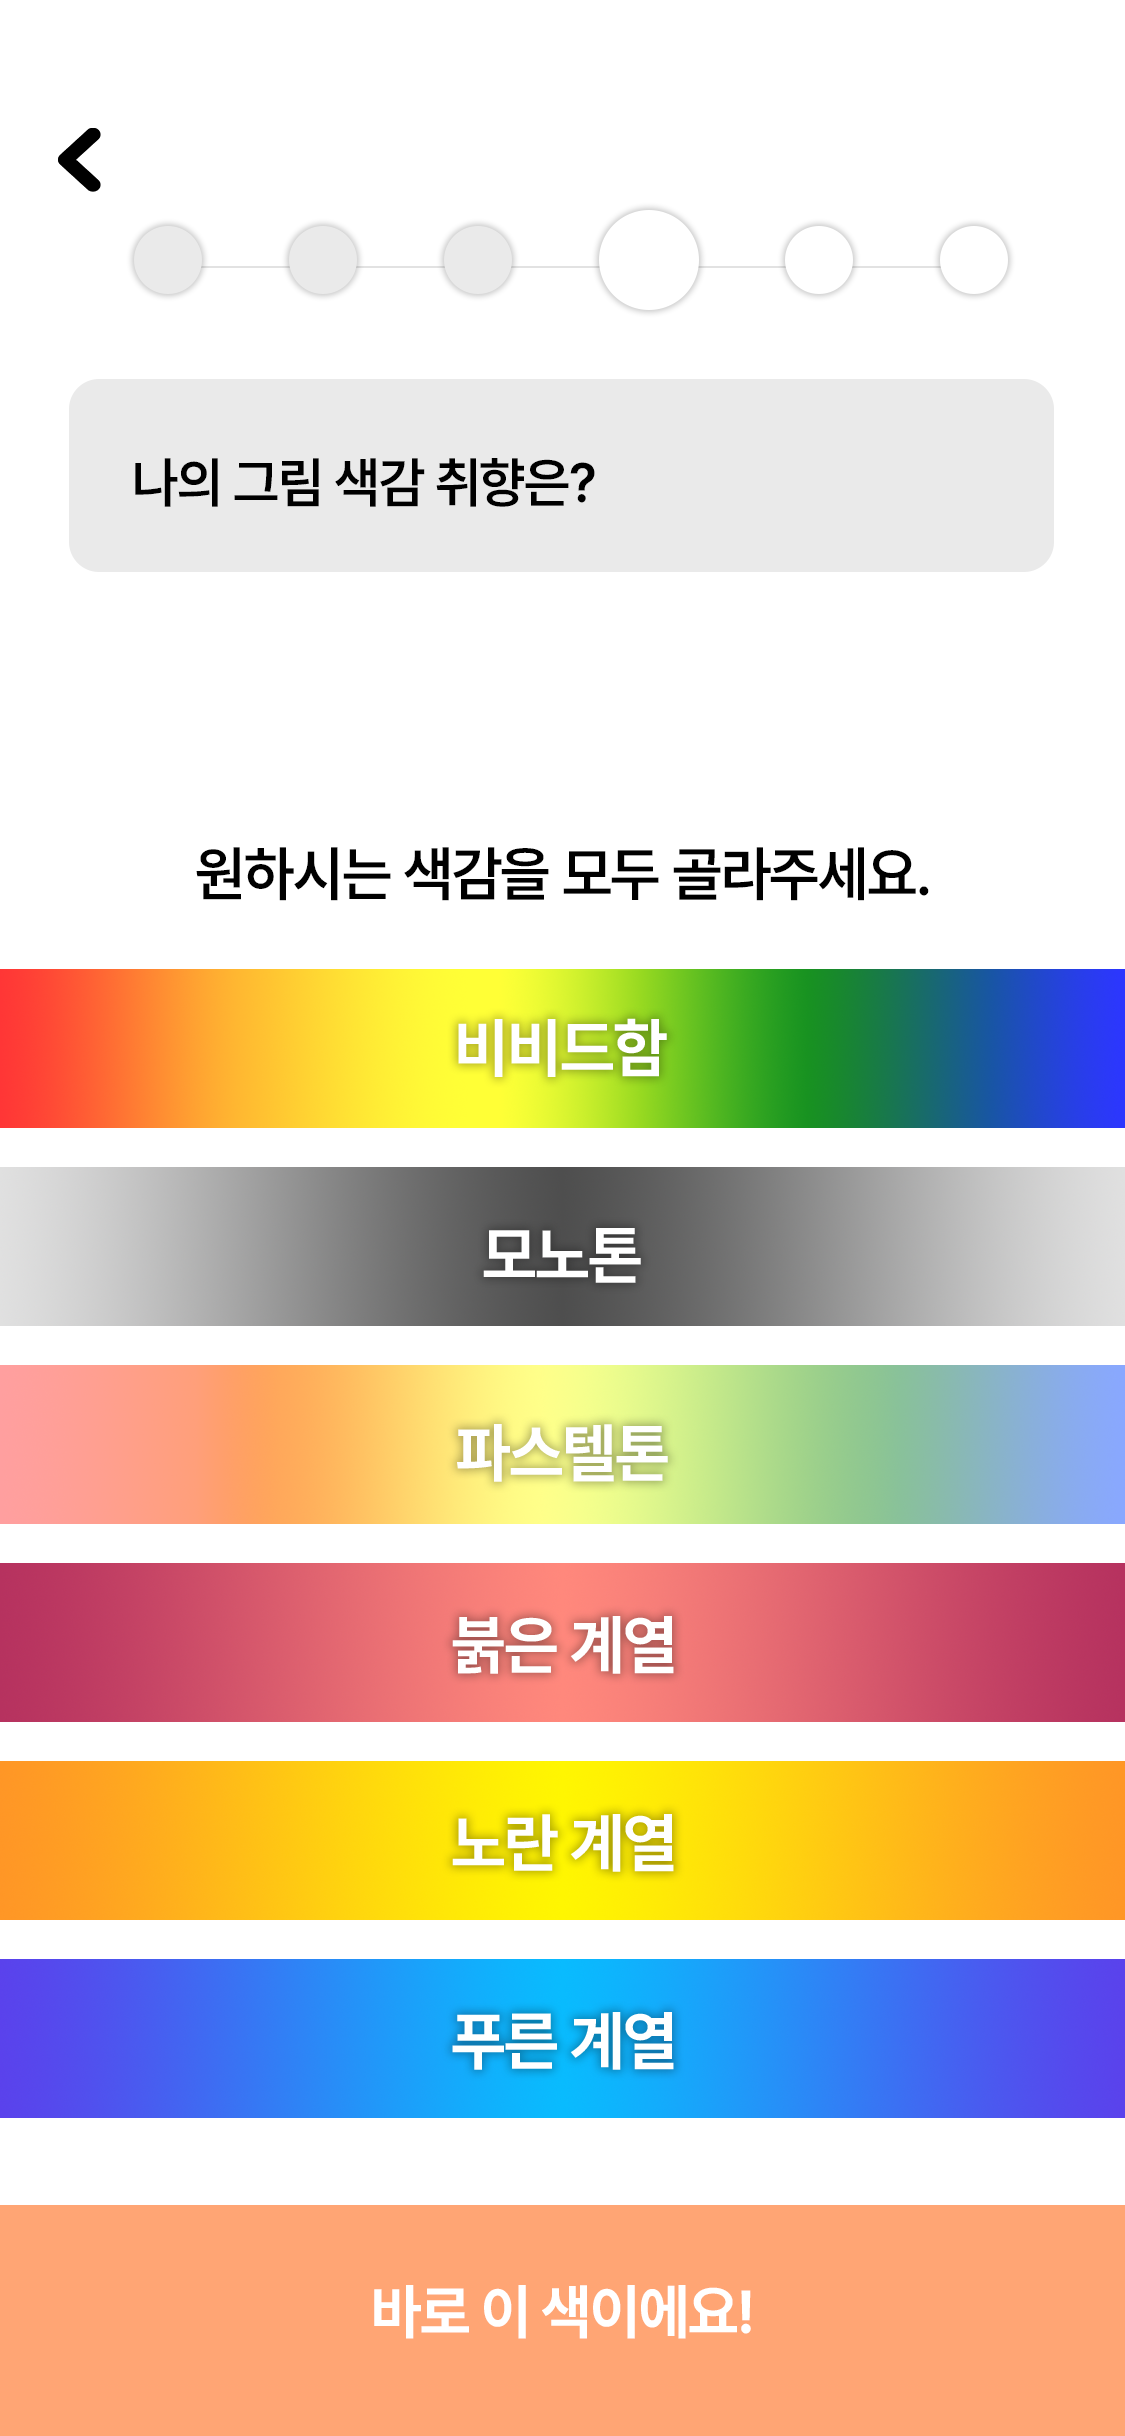 나의 그림 색감 취향은?
원하시는 색감을 모두 골라주세요.
비비드함
모노톤
파스텔톤
붉은 계열
노란 계열
푸른 계열
바로 이 색이에요!